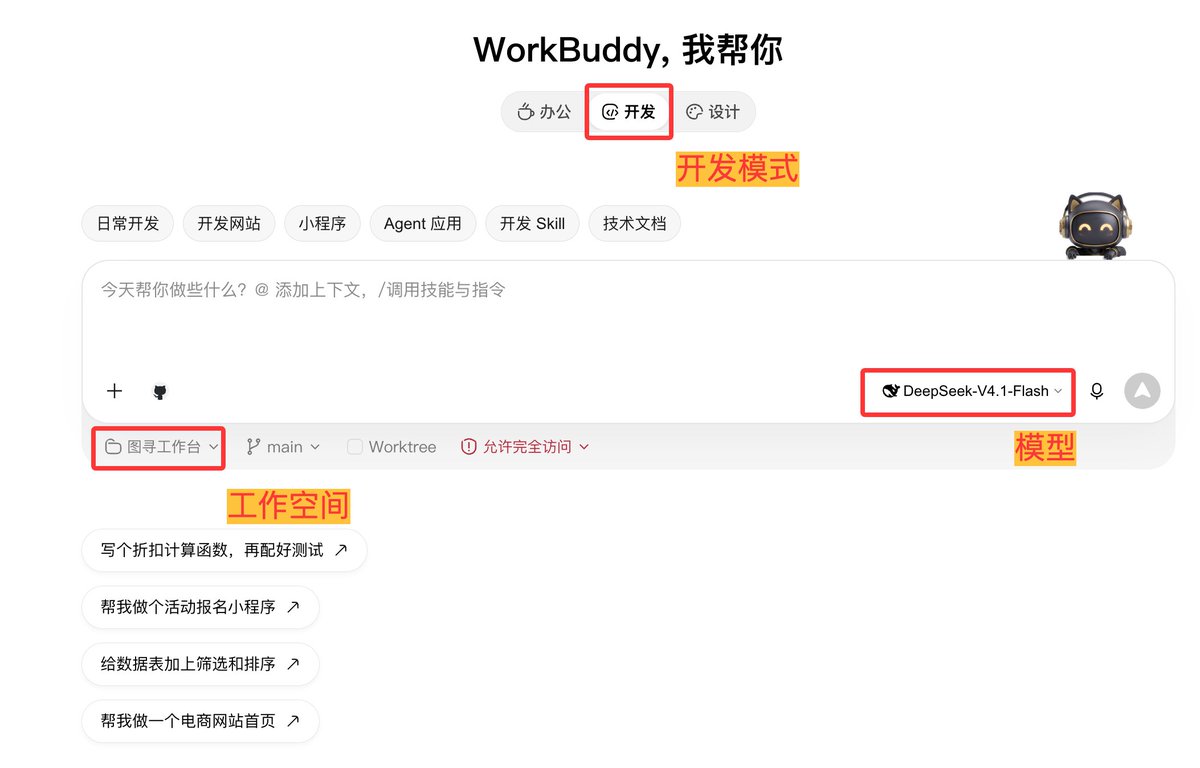 WorkBuddy, 我帮你
办公 开发 设计
开发模式
日常开发 开发网站 小程序 Agent 应用 开发 Skill 技术文档
今天帮你做些什么？@ 添加上下文，/调用技能与指令
DeepSeek-V4.1-Flash
图寻工作台 main Worktree 允许完全访问
模型
工作空间
写个折扣计算函数，再配好测试
帮我做个活动报名小程序
给数据表加上筛选和排序
帮我做一个电商网站首页